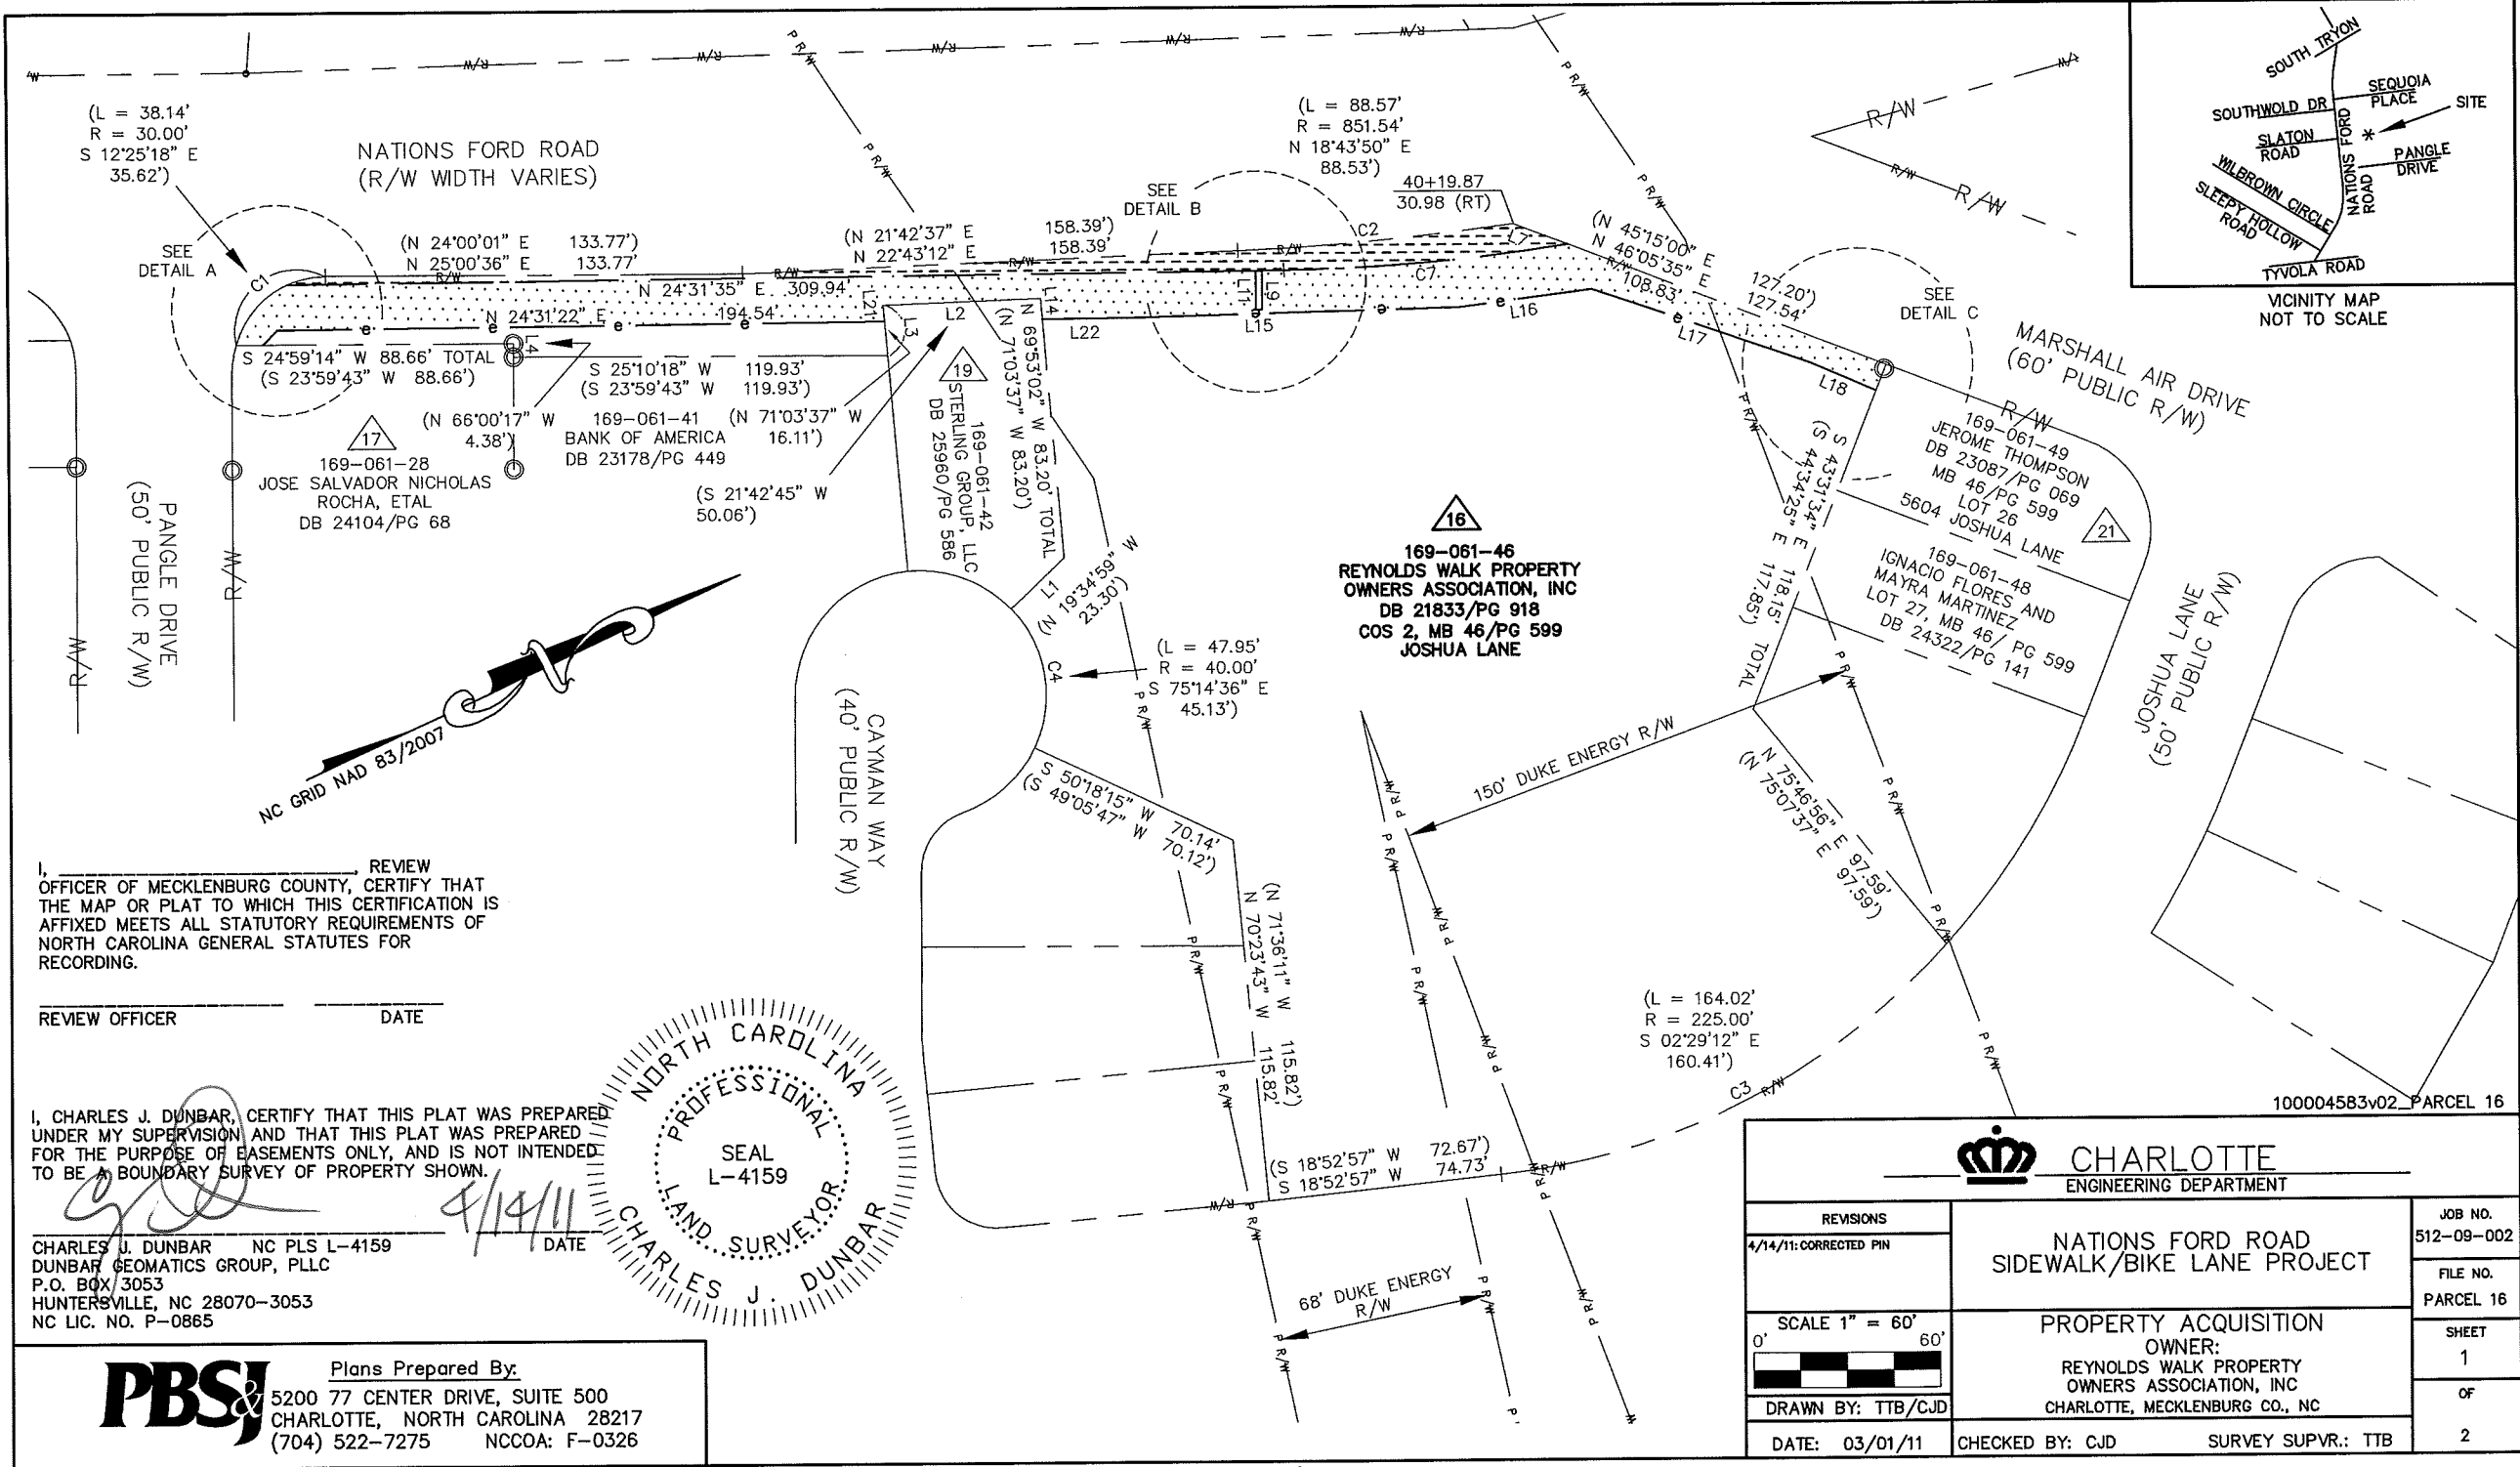 (L = 38.14'
R = 30.00'
S 12°25'18" E
35.62')
NATIONS FORD ROAD
(R/W WIDTH VARIES)
SEE
DETAIL A
C1
(N 24°00'01" E 133.77')
N 25°00'36" E 133.77'
N 24°31'35" E 309.94'
N 24°31'22" E 194.54'
S 24°59'14" W 88.66' TOTAL
(S 23°59'43" W 88.66')
S 25°10'18" W 119.93'
(S 23°59'43" W 119.93')
(N 66°00'17" W
4.38')
L4
L21
L3
L2
L14
L22
17
169-061-28
JOSE SALVADOR NICHOLAS
ROCHA, ETAL
DB 24104/PG 68
169-061-41
BANK OF AMERICA
DB 23178/PG 449
(N 71°03'37" W
16.11')
(S 21°42'45" W
50.06')
(N 21°42'37" E 158.39')
N 22°43'12" E 158.39'
SEE
DETAIL B
(L = 88.57'
R = 851.54'
N 18°43'50" E
88.53')
40+19.87
30.98 (RT)
C2
L7
C7
L11
L9
L15
L16
L17
L18
(N 45°15'00" E 127.20')
N 46°05'35" E 127.54'
108.83'
SEE
DETAIL C
MARSHALL AIR DRIVE
(60' PUBLIC R/W)
R/W
R/W
R/W
R/W
P R/W
19
169-061-42
STERLING GROUP, LLC
DB 25960/PG 586
N 69°53'02" W 83.20' TOTAL
(N 71°03'37" W 83.20')
L1
(N 19°34'59" W
23.30')
C4
(L = 47.95'
R = 40.00'
S 75°14'36" E
45.13')
16
169-061-46
REYNOLDS WALK PROPERTY
OWNERS ASSOCIATION, INC
DB 21833/PG 918
COS 2, MB 46/PG 599
JOSHUA LANE
S 43°31'34" E 118.15' TOTAL
(S 44°34'25" E 117.85')
169-061-49
JEROME THOMPSON
DB 23087/PG 069
MB 46/PG 599
LOT 26
5604 JOSHUA LANE
21
169-061-48
IGNACIO FLORES AND
MAYRA MARTINEZ
LOT 27, MB 46/ PG 599
DB 24322/PG 141
JOSHUA LANE
(50' PUBLIC R/W)
PANGLE DRIVE
(50' PUBLIC R/W)
R/W
R/W
NC GRID NAD 83/2007
CAYMAN WAY
(40' PUBLIC R/W)
S 50°18'15" W 70.14'
(S 49°05'47" W 70.12')
150' DUKE ENERGY R/W
N 75°46'56" E 97.59'
(N 75°07'37" E 97.59')
(N 71°36'11" W 115.82')
N 70°23'43" W 115.82'
(L = 164.02'
R = 225.00'
S 02°29'12" E
160.41')
C3
(S 18°52'57" W 72.67')
S 18°52'57" W 74.73'
68' DUKE ENERGY
R/W
SOUTH TRYON
SOUTHWOLD DR
SEQUOIA
PLACE
SITE
SLATON
ROAD
*
PANGLE
DRIVE
NATIONS FORD
ROAD
WILBROWN CIRCLE
SLEEPY HOLLOW
ROAD
TYVOLA ROAD
VICINITY MAP
NOT TO SCALE
I, ________________________, REVIEW
OFFICER OF MECKLENBURG COUNTY, CERTIFY THAT
THE MAP OR PLAT TO WHICH THIS CERTIFICATION IS
AFFIXED MEETS ALL STATUTORY REQUIREMENTS OF
NORTH CAROLINA GENERAL STATUTES FOR
RECORDING.
REVIEW OFFICER DATE
I, CHARLES J. DUNBAR, CERTIFY THAT THIS PLAT WAS PREPARED
UNDER MY SUPERVISION AND THAT THIS PLAT WAS PREPARED
FOR THE PURPOSE OF EASEMENTS ONLY, AND IS NOT INTENDED
TO BE A BOUNDARY SURVEY OF PROPERTY SHOWN.
4/14/11
CHARLES J. DUNBAR NC PLS L-4159 DATE
DUNBAR GEOMATICS GROUP, PLLC
P.O. BOX 3053
HUNTERSVILLE, NC 28070-3053
NC LIC. NO. P-0865
NORTH CAROLINA
PROFESSIONAL
SEAL
L-4159
LAND SURVEYOR
CHARLES J. DUNBAR
PBS&J
Plans Prepared By:
5200 77 CENTER DRIVE, SUITE 500
CHARLOTTE, NORTH CAROLINA 28217
(704) 522-7275 NCCOA: F-0326
100004583v02_PARCEL 16
CHARLOTTE
ENGINEERING DEPARTMENT
REVISIONS
4/14/11: CORRECTED PIN
NATIONS FORD ROAD
SIDEWALK/BIKE LANE PROJECT
JOB NO.
512-09-002
FILE NO.
PARCEL 16
SCALE 1" = 60'
0' 60'
PROPERTY ACQUISITION
OWNER:
REYNOLDS WALK PROPERTY
OWNERS ASSOCIATION, INC
CHARLOTTE, MECKLENBURG CO., NC
SHEET
1
OF
2
DRAWN BY: TTB/CJD
DATE: 03/01/11
CHECKED BY: CJD SURVEY SUPVR.: TTB